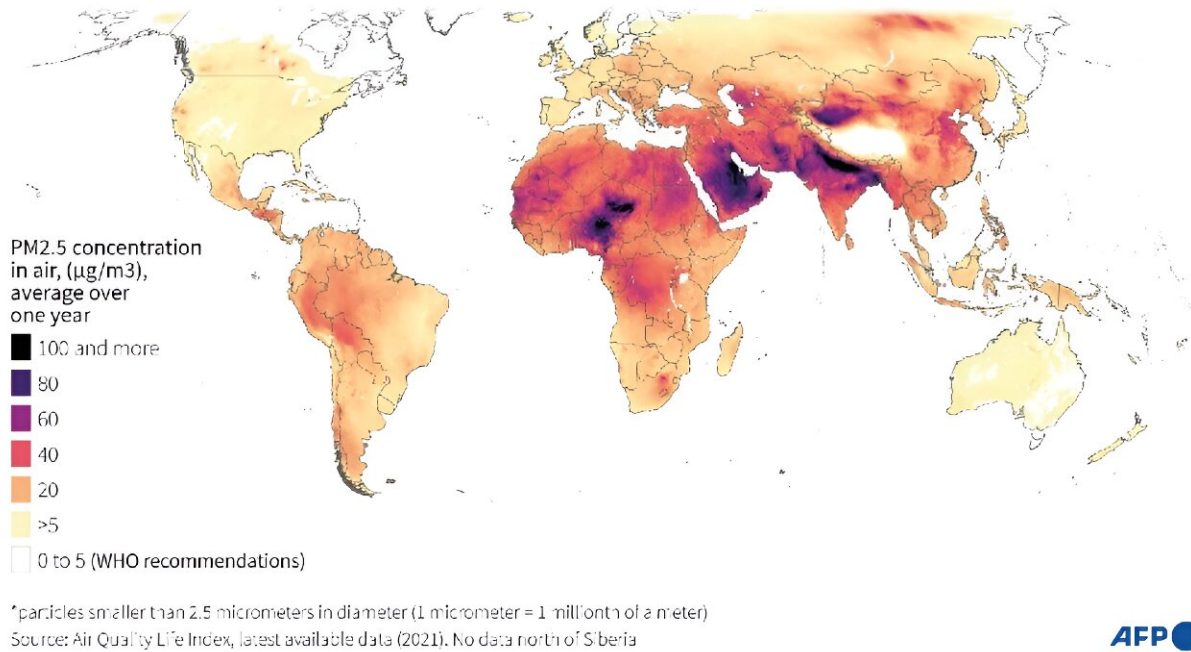 PM2.5 concentration
in air, (µg/m3),
average over
one year
100 and more
80
60
40
20
>5
0 to 5 (WHO recommendations)
*particles smaller than 2.5 micrometers in diameter (1 micrometer = 1 millionth of a meter)
Source: Air Quality Life Index, latest available data (2021). No data north of Siberia
AFP